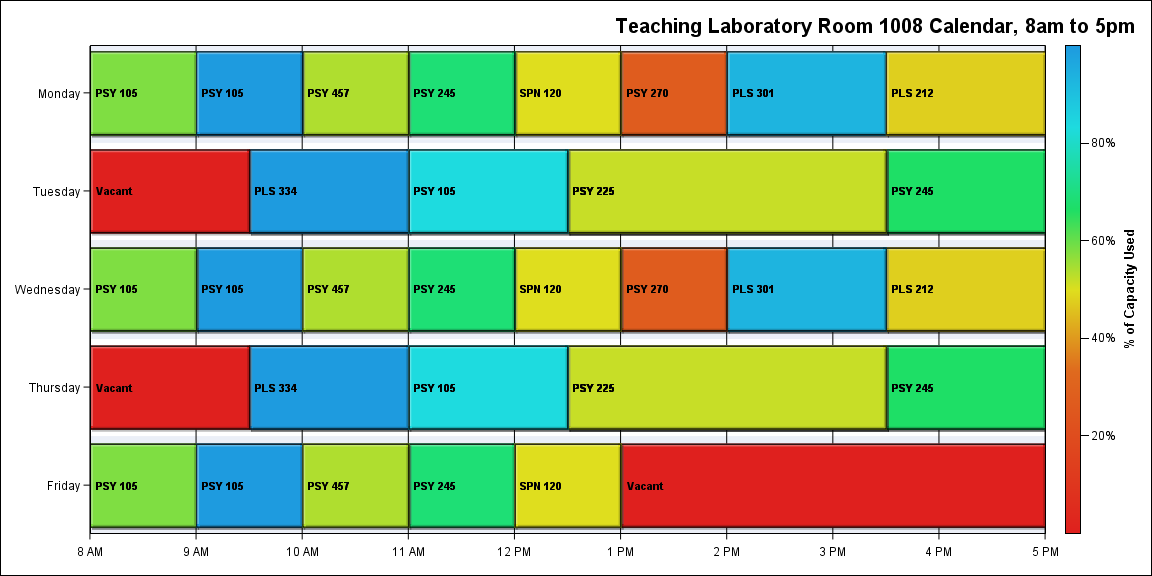 Teaching Laboratory Room 1008 Calendar, 8am to 5pm
Monday
PSY 105
PSY 105
PSY 457
PSY 245
SPN 120
PSY 270
PLS 301
PLS 212
Tuesday
Vacant
PLS 334
PSY 105
PSY 225
PSY 245
Wednesday
PSY 105
PSY 105
PSY 457
PSY 245
SPN 120
PSY 270
PLS 301
PLS 212
Thursday
Vacant
PLS 334
PSY 105
PSY 225
PSY 245
Friday
PSY 105
PSY 105
PSY 457
PSY 245
SPN 120
Vacant
8 AM
9 AM
10 AM
11 AM
12 PM
1 PM
2 PM
3 PM
4 PM
5 PM
80%
60%
40%
20%
% of Capacity Used